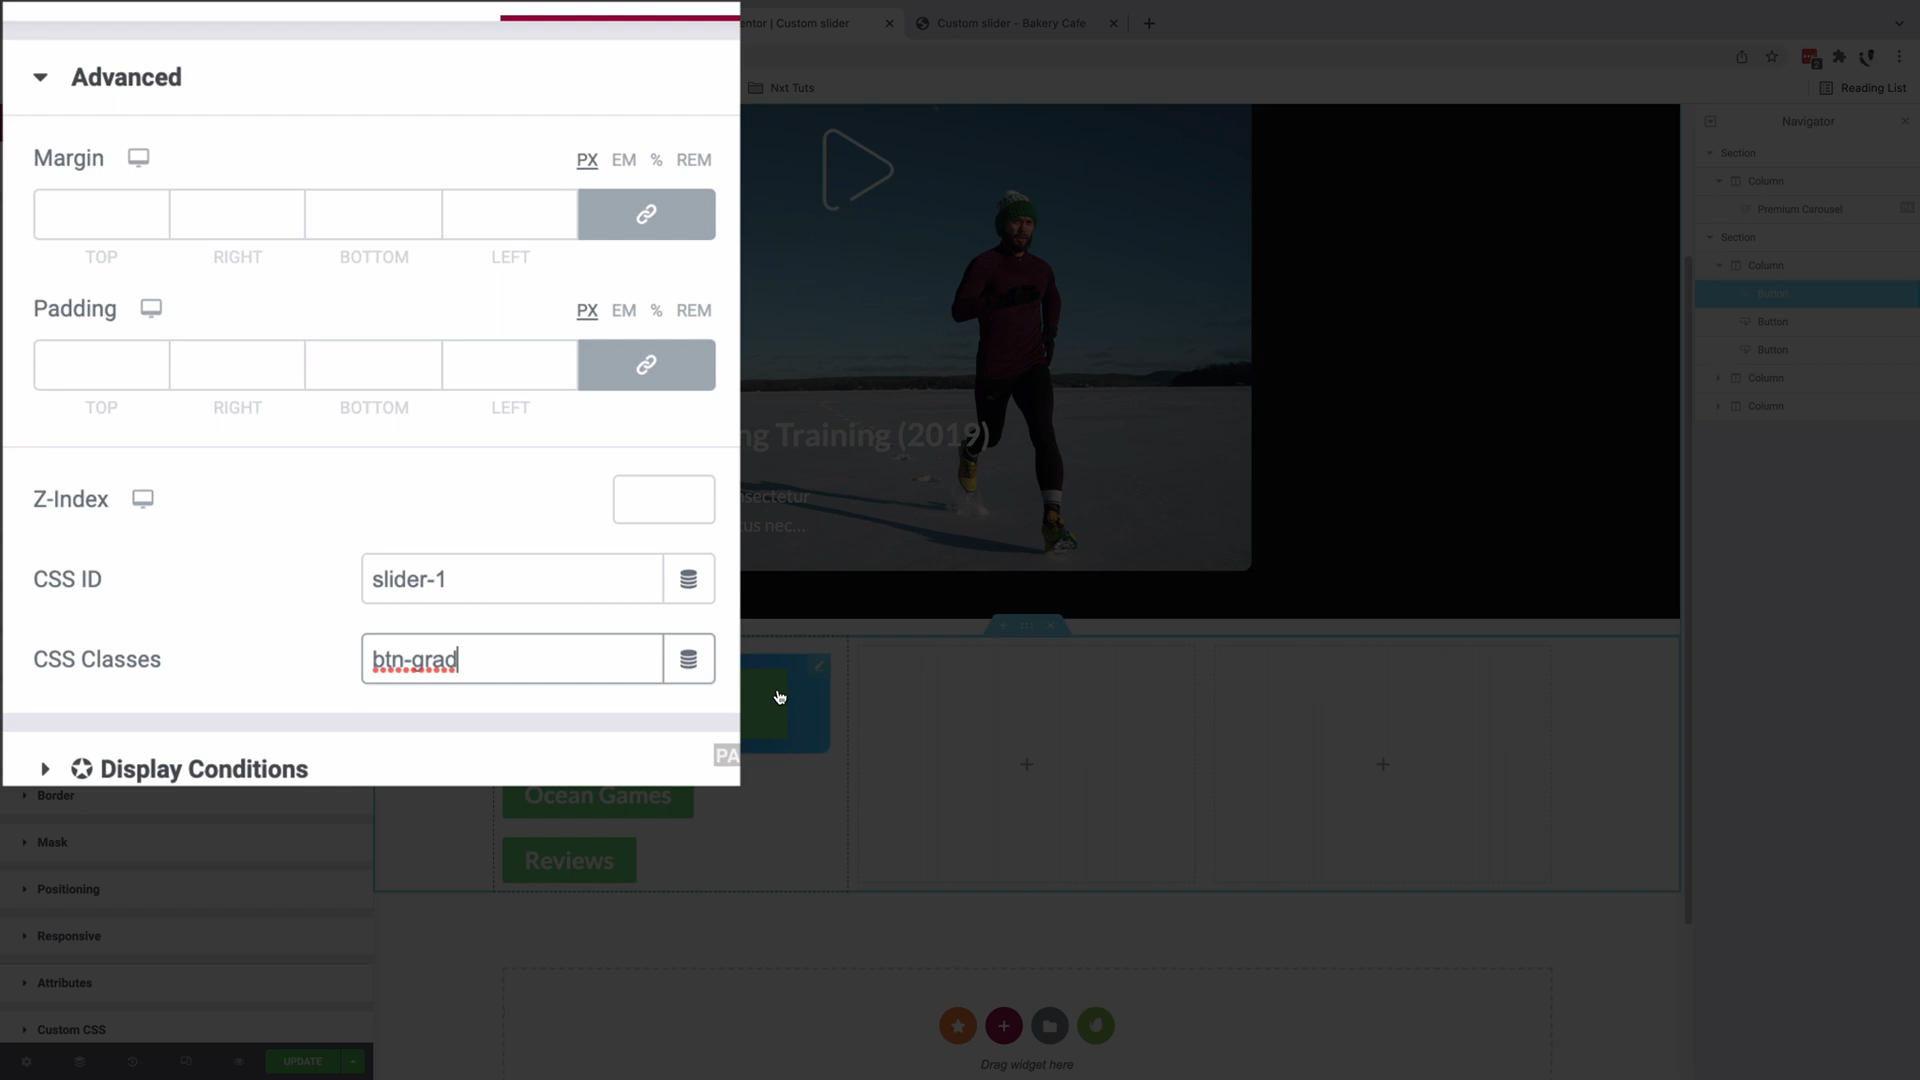 entor | Custom slider
Custom slider - Bakery Cafe
Nxt Tuts
Reading List
Advanced
Margin
PX EM % REM
TOP RIGHT BOTTOM LEFT
Padding
PX EM % REM
TOP RIGHT BOTTOM LEFT
Z-Index
CSS ID
slider-1
CSS Classes
btn-grad
Display Conditions
PA
Border
Mask
Positioning
Responsive
Attributes
Custom CSS
UPDATE
ng Training (2019)
nsectetur
us nec...
Ocean Games
Reviews
Drag widget here
Navigator
Section
Column
Premium Carousel
Section
Column
Button
Button
Button
Column
Column